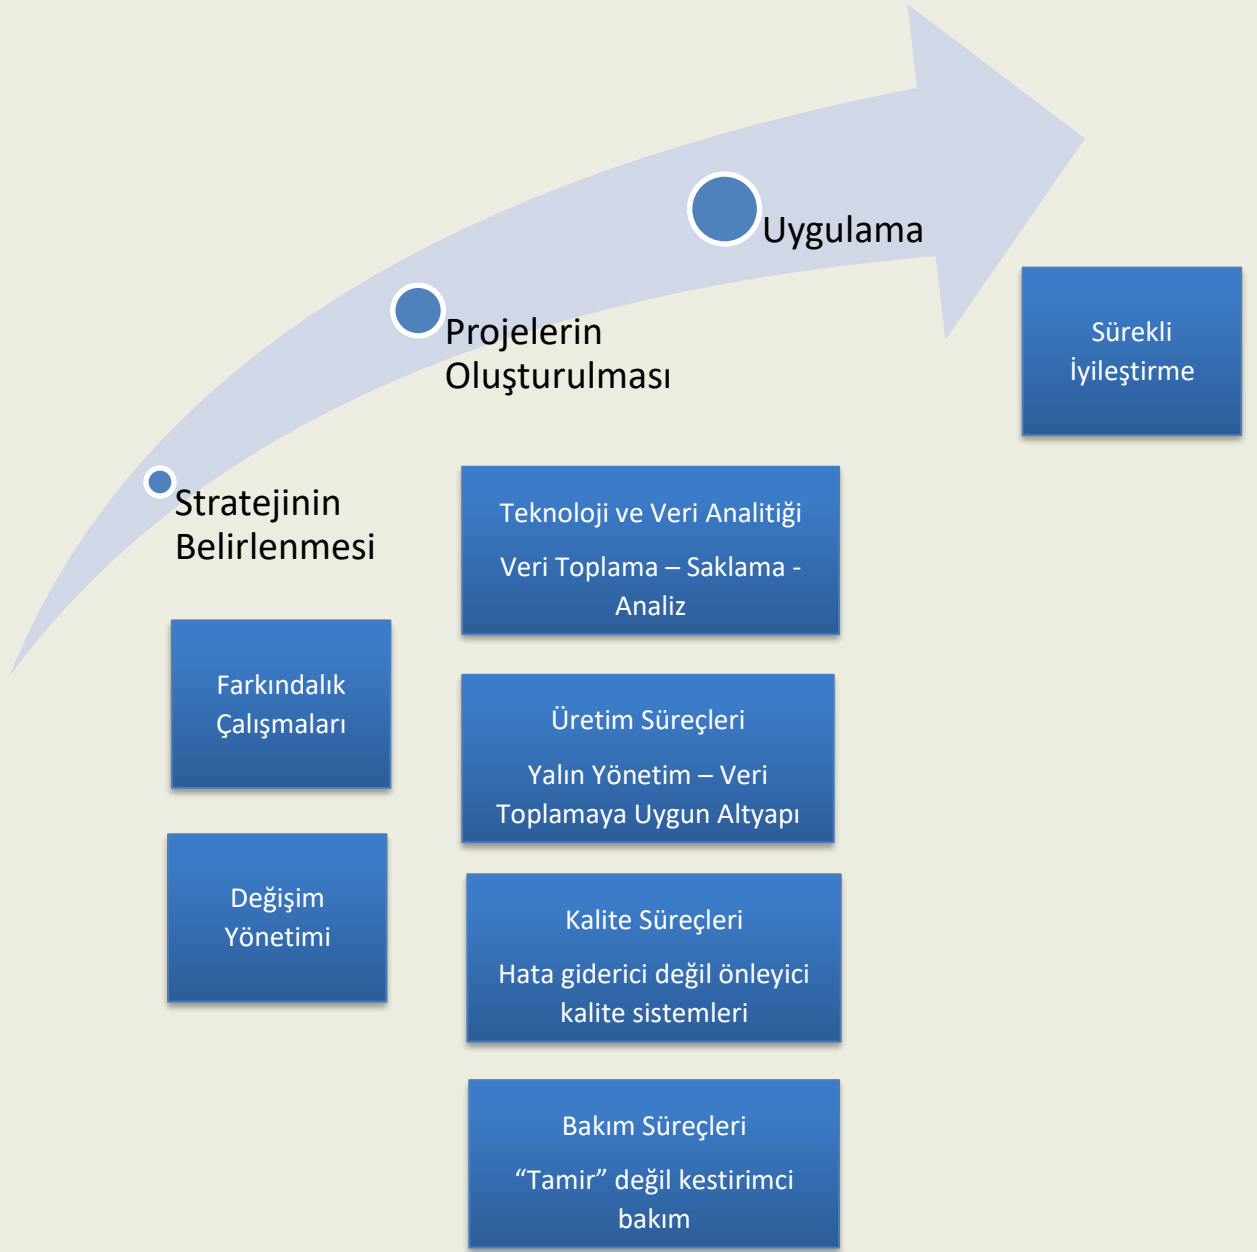 Uygulama
Projelerin
Oluşturulması
Stratejinin
Belirlenmesi
Sürekli
İyileştirme
Farkındalık
Çalışmaları
Değişim
Yönetimi
Teknoloji ve Veri Analitiği
Veri Toplama – Saklama -
Analiz
Üretim Süreçleri
Yalın Yönetim – Veri
Toplamaya Uygun Altyapı
Kalite Süreçleri
Hata giderici değil önleyici
kalite sistemleri
Bakım Süreçleri
“Tamir” değil kestirimci
bakım